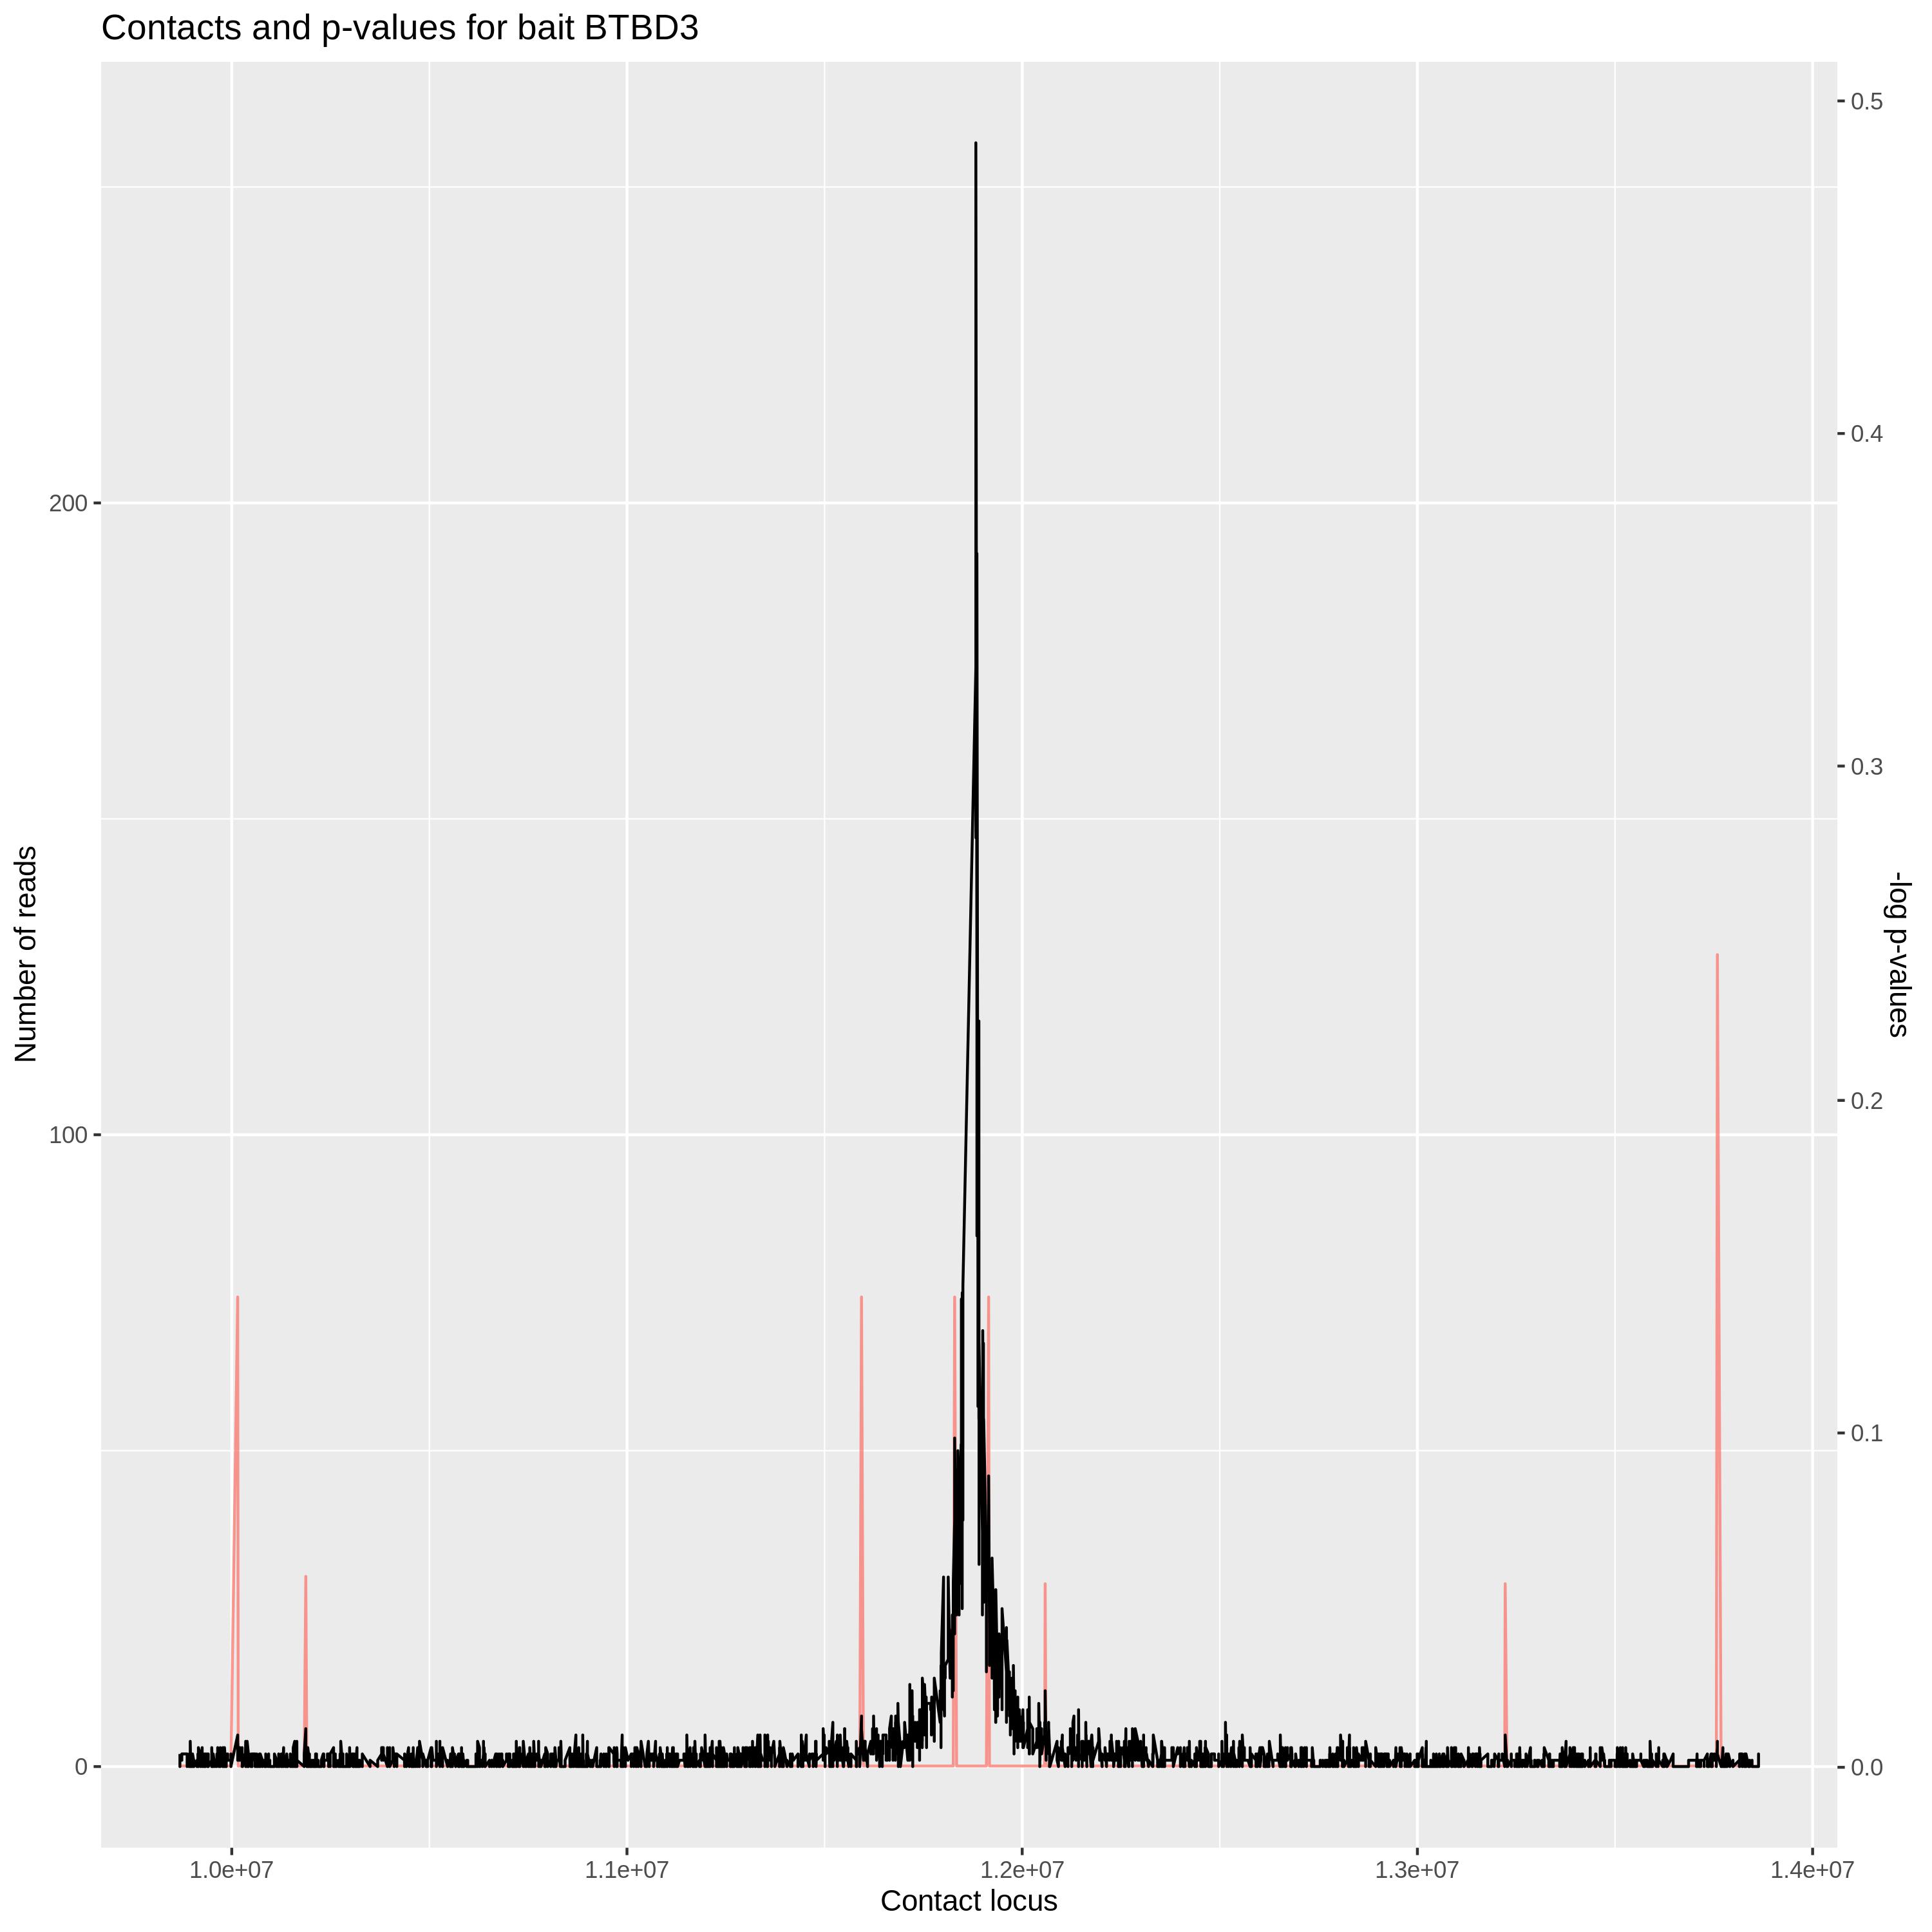 Contacts and p-values for bait BTBD3
Number of reads
200
100
0
0.5
0.4
0.3
0.2
0.1
0.0
-log p-values
1.0e+07 1.1e+07 1.2e+07 1.3e+07 1.4e+07
Contact locus